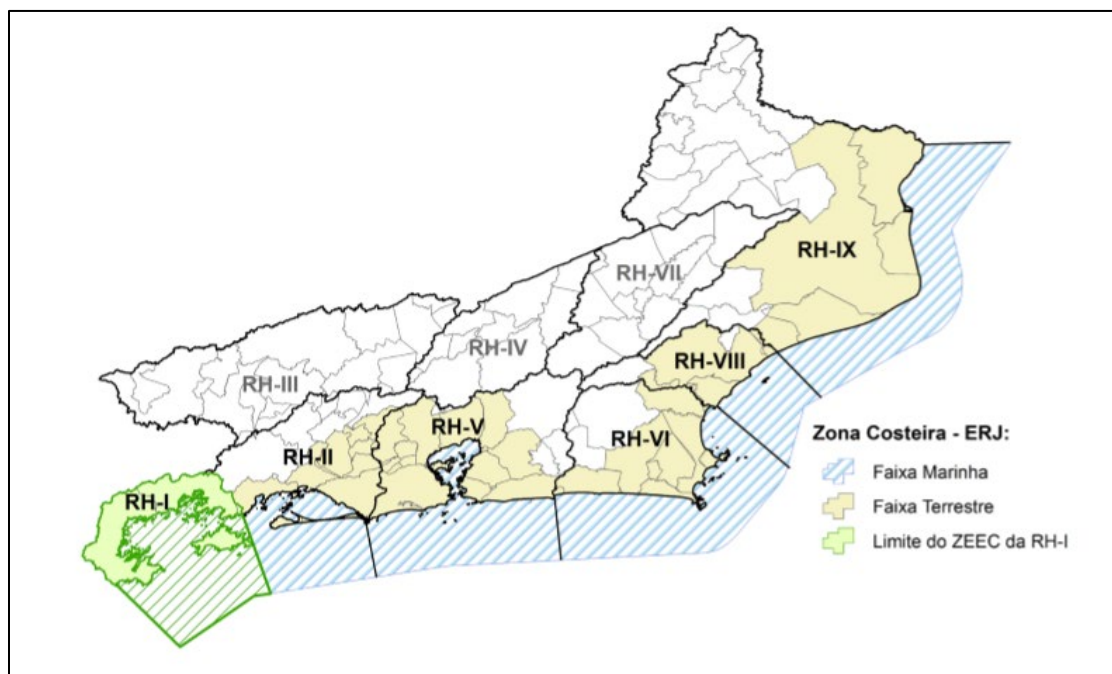 RH-IX
RH-VII
RH-IV
RH-VIII
RH-III
RH-V
RH-VI
RH-II
RH-I
Zona Costeira - ERJ:
Faixa Marinha
Faixa Terrestre
Limite do ZEEC da RH-I